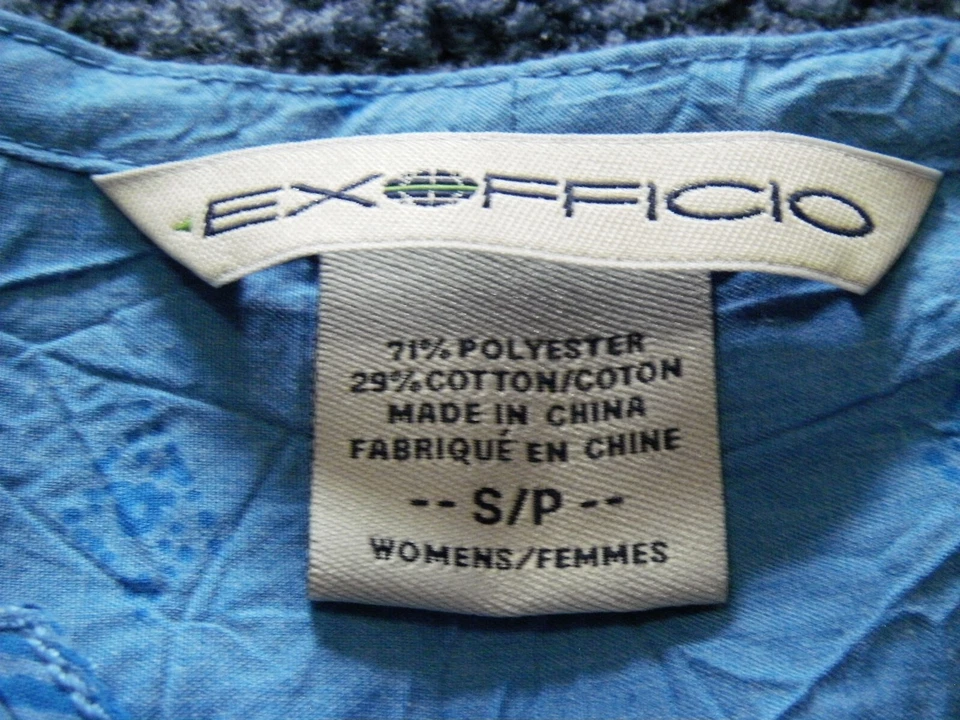 EXOFFICIO
71% POLYESTER
29% COTTON/COTON
MADE IN CHINA
FABRIQUÉ EN CHINE
-- S/P --
WOMENS/FEMMES